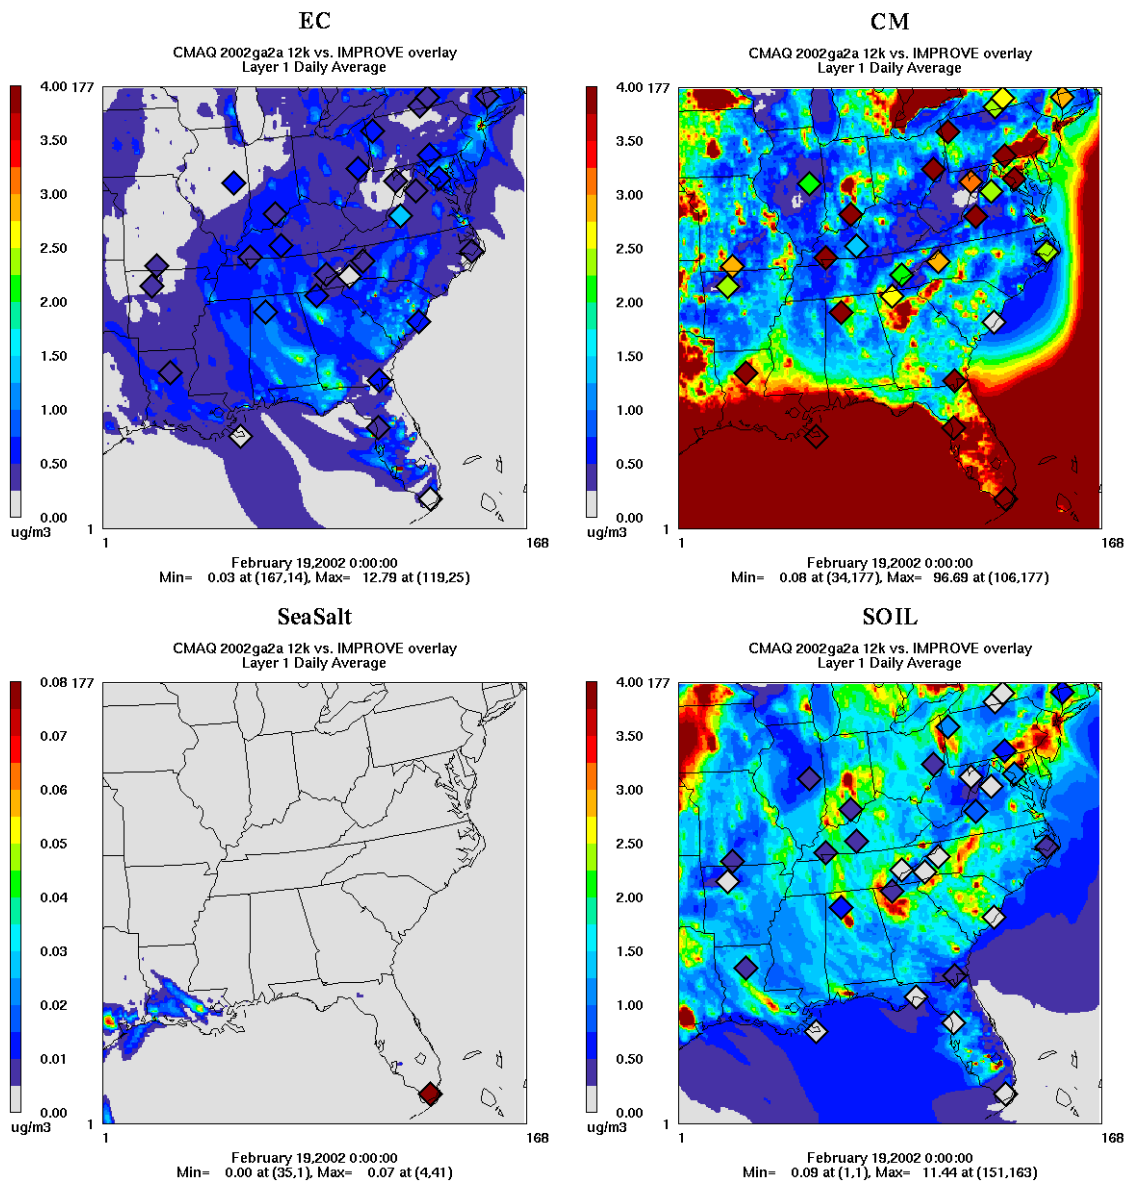 EC
CMAQ 2002ga2a 12k vs. IMPROVE overlay
Layer 1 Daily Average
4.00
3.50
3.00
2.50
2.00
1.50
1.00
0.50
0.00
ug/m3
177
1
1
168
February 19,2002 0:00:00
Min= 0.03 at (167,14), Max= 12.79 at (119,25)
CM
CMAQ 2002ga2a 12k vs. IMPROVE overlay
Layer 1 Daily Average
4.00
3.50
3.00
2.50
2.00
1.50
1.00
0.50
0.00
ug/m3
177
1
1
168
February 19,2002 0:00:00
Min= 0.08 at (34,177), Max= 96.69 at (106,177)
SeaSalt
CMAQ 2002ga2a 12k vs. IMPROVE overlay
Layer 1 Daily Average
0.08
0.07
0.06
0.05
0.04
0.03
0.02
0.01
0.00
ug/m3
177
1
1
168
February 19,2002 0:00:00
Min= 0.00 at (35,1), Max= 0.07 at (4,41)
SOIL
CMAQ 2002ga2a 12k vs. IMPROVE overlay
Layer 1 Daily Average
4.00
3.50
3.00
2.50
2.00
1.50
1.00
0.50
0.00
ug/m3
177
1
1
168
February 19,2002 0:00:00
Min= 0.09 at (1,1), Max= 11.44 at (151,163)